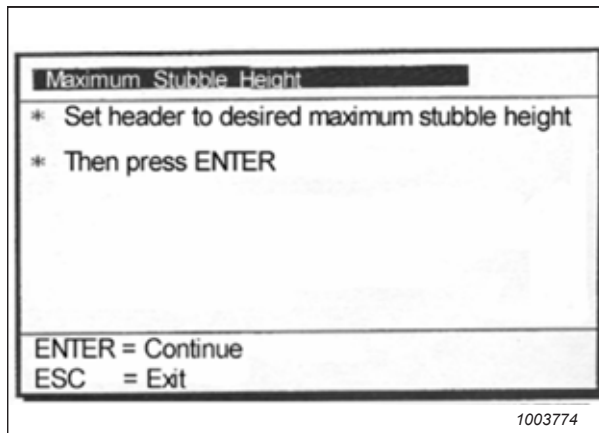 Maximum Stubble Height
* Set header to desired maximum stubble height
* Then press ENTER
ENTER = Continue
ESC = Exit
1003774